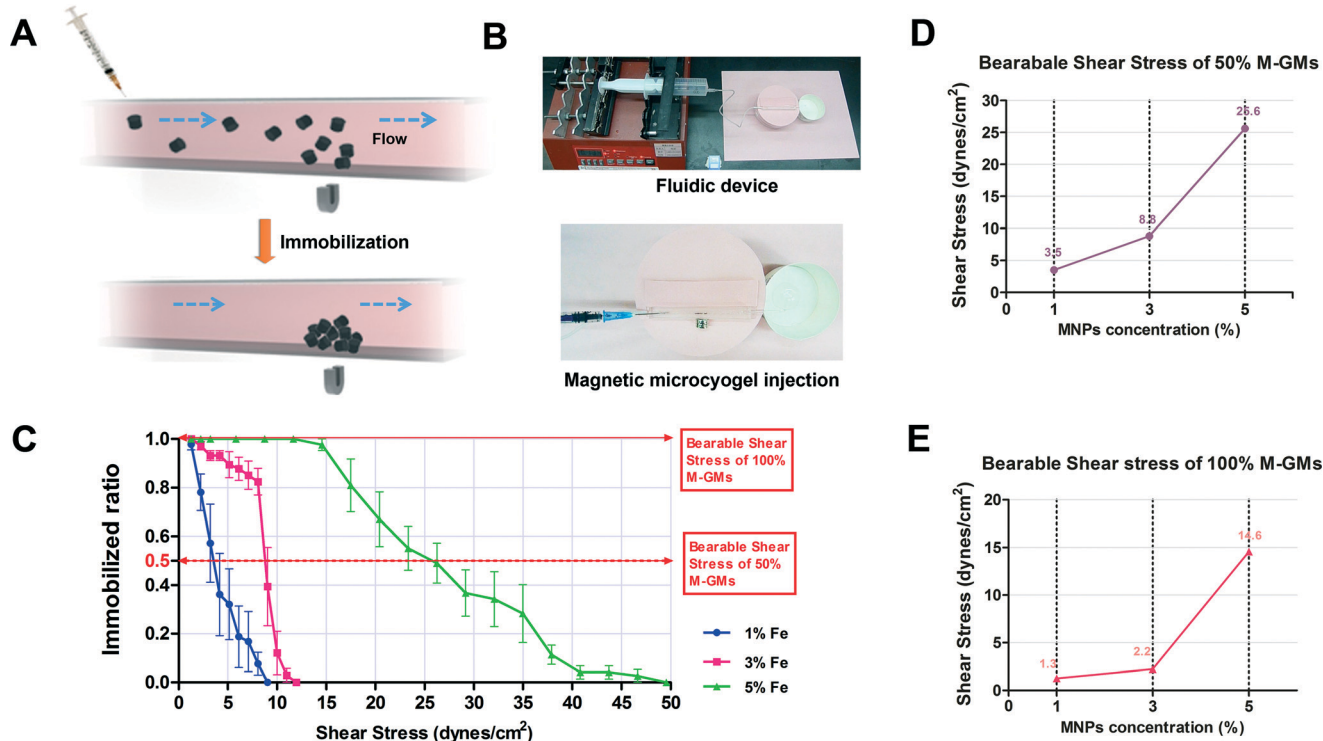 A
Flow
Immobilization
B
Fluidic device
Magnetic microcyogel injection
C
Immobilized ratio
1.0
0.8
0.6
0.5
0.4
0.2
0.0
0 5 10 15 20 25 30 35 40 45 50
Shear Stress (dynes/cm2)
Bearable Shear
Stress of 100%
M-GMs
Bearable Shear
Stress of 50%
M-GMs
1% Fe
3% Fe
5% Fe
D
Bearabale Shear Stress of 50% M-GMs
Shear Stress (dynes/cm2)
30
25
20
15
10
5
0
3.5
8.8
25.6
0 1 3 5
MNPs concentration (%)
E
Bearable Shear stress of 100% M-GMs
Shear Stress (dynes/cm2)
20
15
10
5
0
1.3
2.2
14.6
0 1 3 5
MNPs concentration (%)